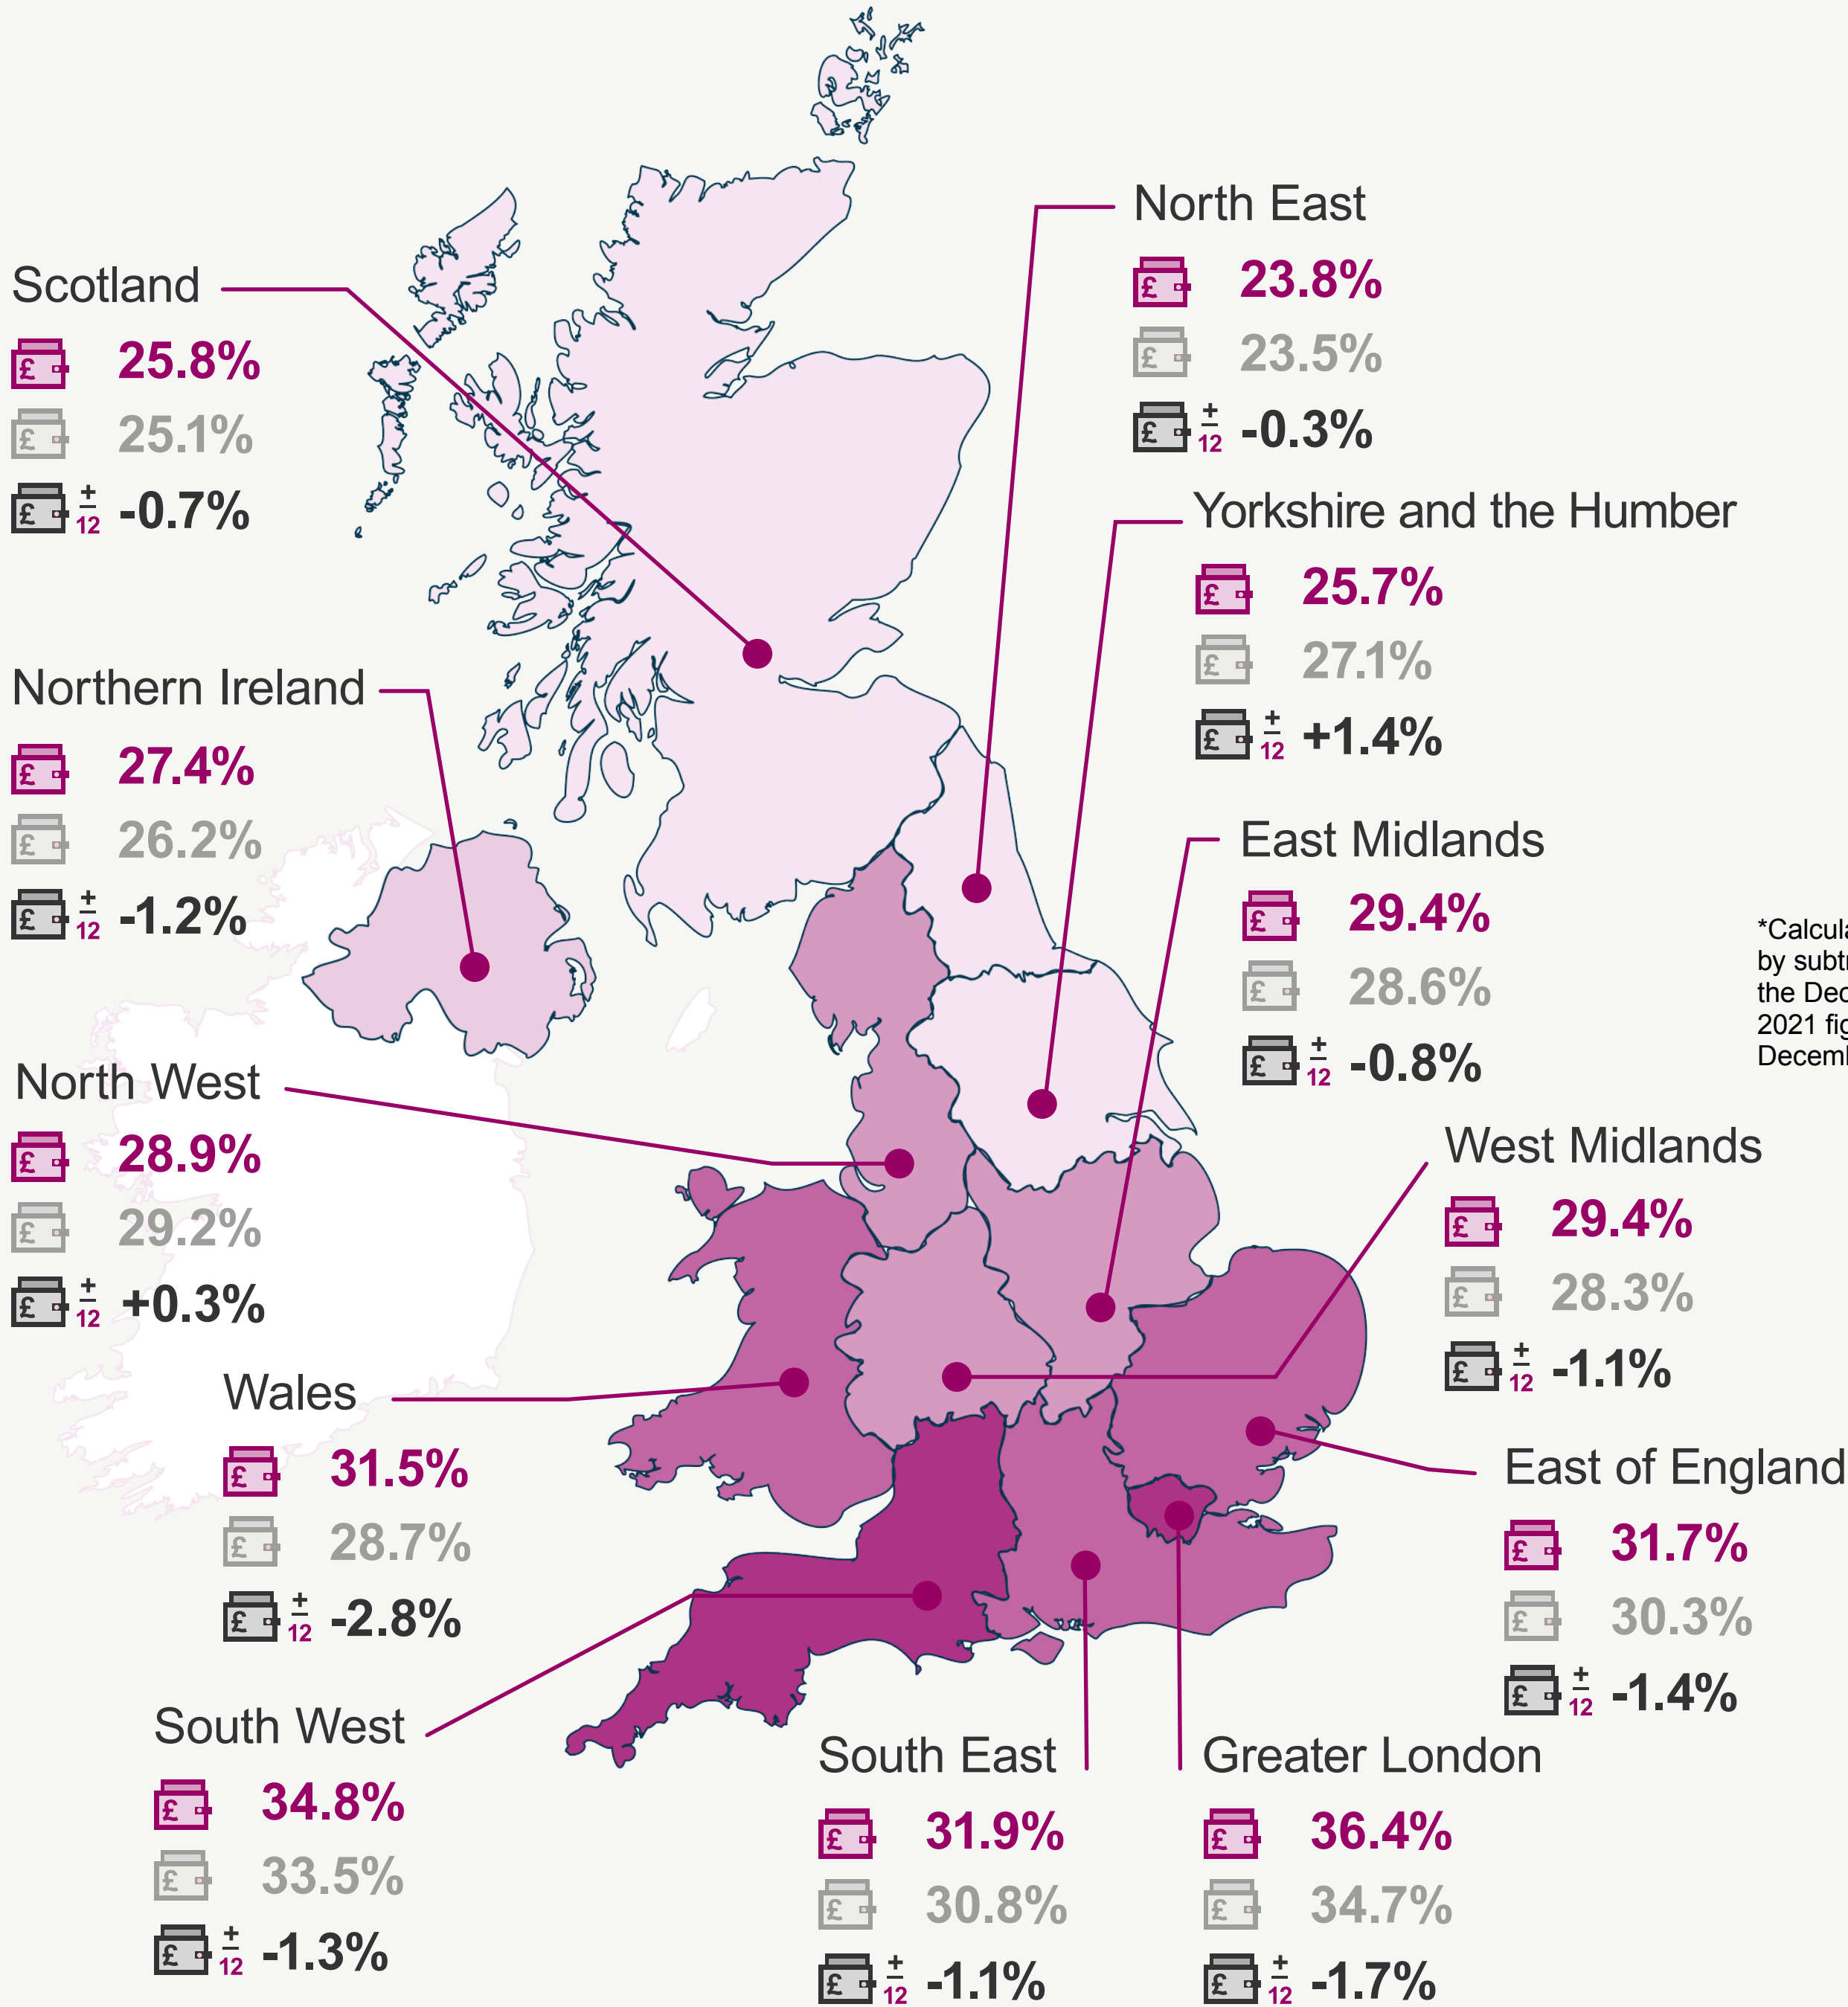 North East
23.8%
23.5%
± 12 -0.3%
Scotland
25.8%
25.1%
± 12 -0.7%
Yorkshire and the Humber
25.7%
27.1%
± 12 +1.4%
Northern Ireland
27.4%
26.2%
± 12 -1.2%
East Midlands
29.4%
28.6%
± 12 -0.8%
by
the
2021
North West
28.9%
29.2%
± 12 +0.3%
West Midlands
29.4%
28.3%
± 12 -1.1%
Wales
31.5%
28.7%
± 12 -2.8%
East of England
31.7%
30.3%
± 12 -1.4%
South West
34.8%
33.5%
± 12 -1.3%
South East
31.9%
30.8%
± 12 -1.1%
Greater London
36.4%
34.7%
± 12 -1.7%